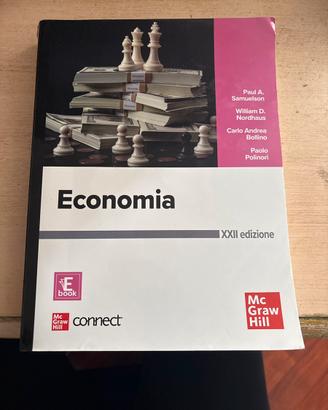 Paul A.
Samuelson
William D.
Nordhaus
Carlo Andrea
Bollino
Paolo
Polinori
Economia
XXII edizione
E
book
Mc
Graw
Hill
connect
Mc
Graw
Hill